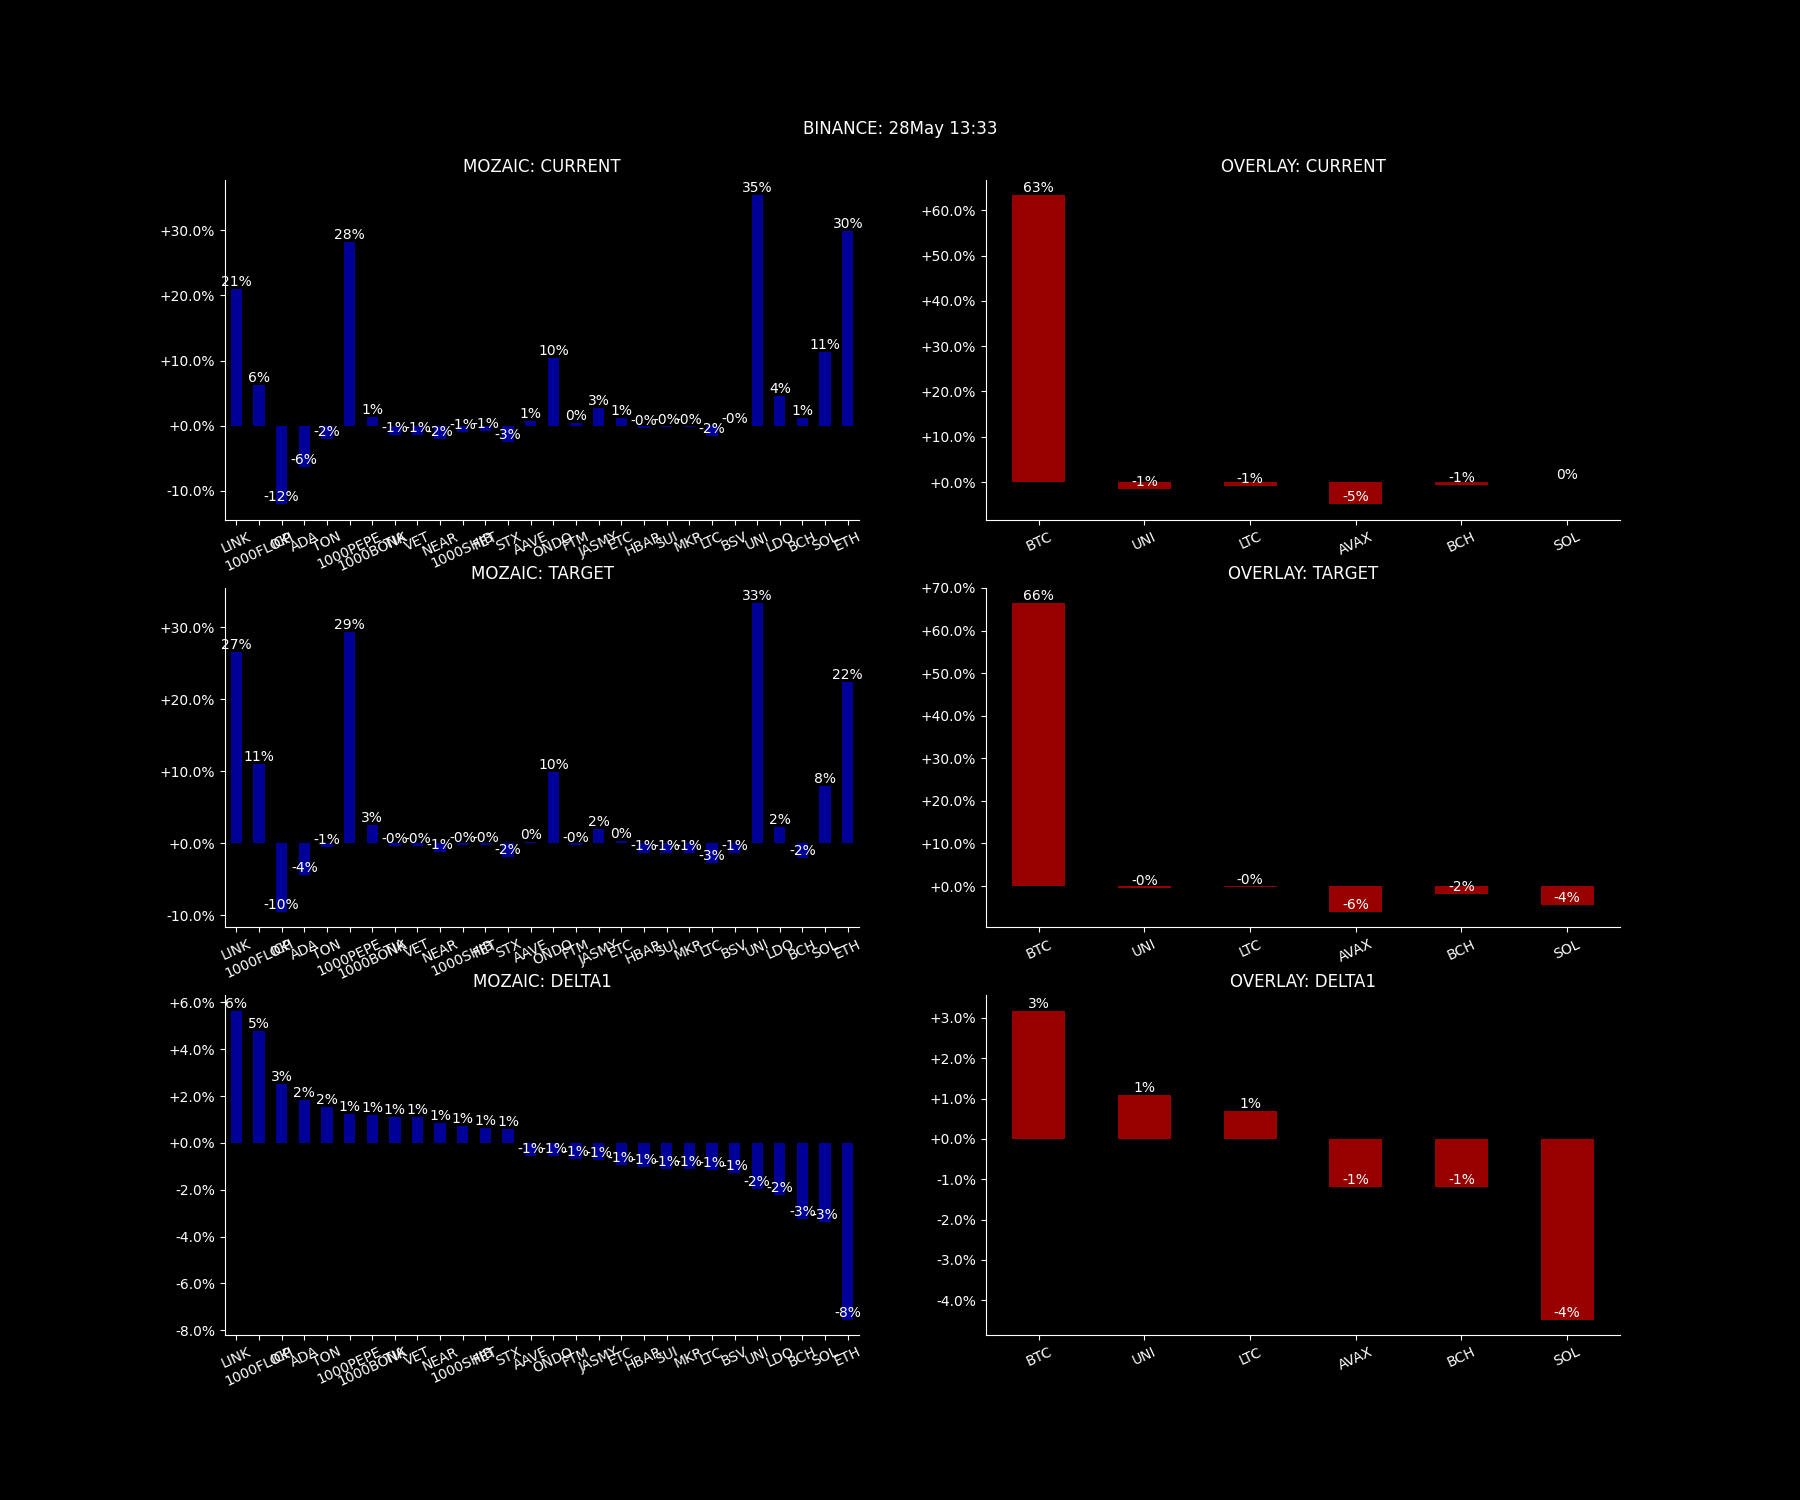 BINANCE: 28May 13:33
MOZAIC: CURRENT
+30.0%
+20.0%
+10.0%
+0.0%
-10.0%
21% 6% -12% -6% -2% 28% 1% -1% -1% -2% -1% -1% -3% 1% 10% 0% 3% 1% -0% -0% -0% -2% -0% 35% 4% 1% 11% 30%
LINK 1000FLOKI ADA TON 1000PEPE 1000BONK VET NEAR 1000SHIB STX AAVE ONDO FTM JASMY ETC HBAR SUI MKR LTC BSV UNI LDO BCH SOL ETH
OVERLAY: CURRENT
+60.0%
+50.0%
+40.0%
+30.0%
+20.0%
+10.0%
+0.0%
63% -1% -1% -5% -1% 0%
BTC UNI LTC AVAX BCH SOL
MOZAIC: TARGET
+30.0%
+20.0%
+10.0%
+0.0%
-10.0%
27% 11% -10% -4% -1% 29% 3% -0% -0% -1% -0% -0% -2% 0% 10% -0% 2% 0% -1% -1% -1% -3% -1% 33% 2% -2% 8% 22%
LINK 1000FLOKI ADA TON 1000PEPE 1000BONK VET NEAR 1000SHIB STX AAVE ONDO FTM JASMY ETC HBAR SUI MKR LTC BSV UNI LDO BCH SOL ETH
OVERLAY: TARGET
+70.0%
+60.0%
+50.0%
+40.0%
+30.0%
+20.0%
+10.0%
+0.0%
66% -0% -0% -6% -2% -4%
BTC UNI LTC AVAX BCH SOL
MOZAIC: DELTA1
+6.0%
+4.0%
+2.0%
+0.0%
-2.0%
-4.0%
-6.0%
-8.0%
6% 5% 3% 2% 2% 1% 1% 1% 1% 1% 1% 1% 1% -1% -1% -1% -1% -1% -1% -1% -1% -1% -1% -2% -2% -3% -3% -8%
LINK 1000FLOKI ADA TON 1000PEPE 1000BONK VET NEAR 1000SHIB STX AAVE ONDO FTM JASMY ETC HBAR SUI MKR LTC BSV UNI LDO BCH SOL ETH
OVERLAY: DELTA1
+3.0%
+2.0%
+1.0%
+0.0%
-1.0%
-2.0%
-3.0%
-4.0%
3% 1% 1% -1% -1% -4%
BTC UNI LTC AVAX BCH SOL